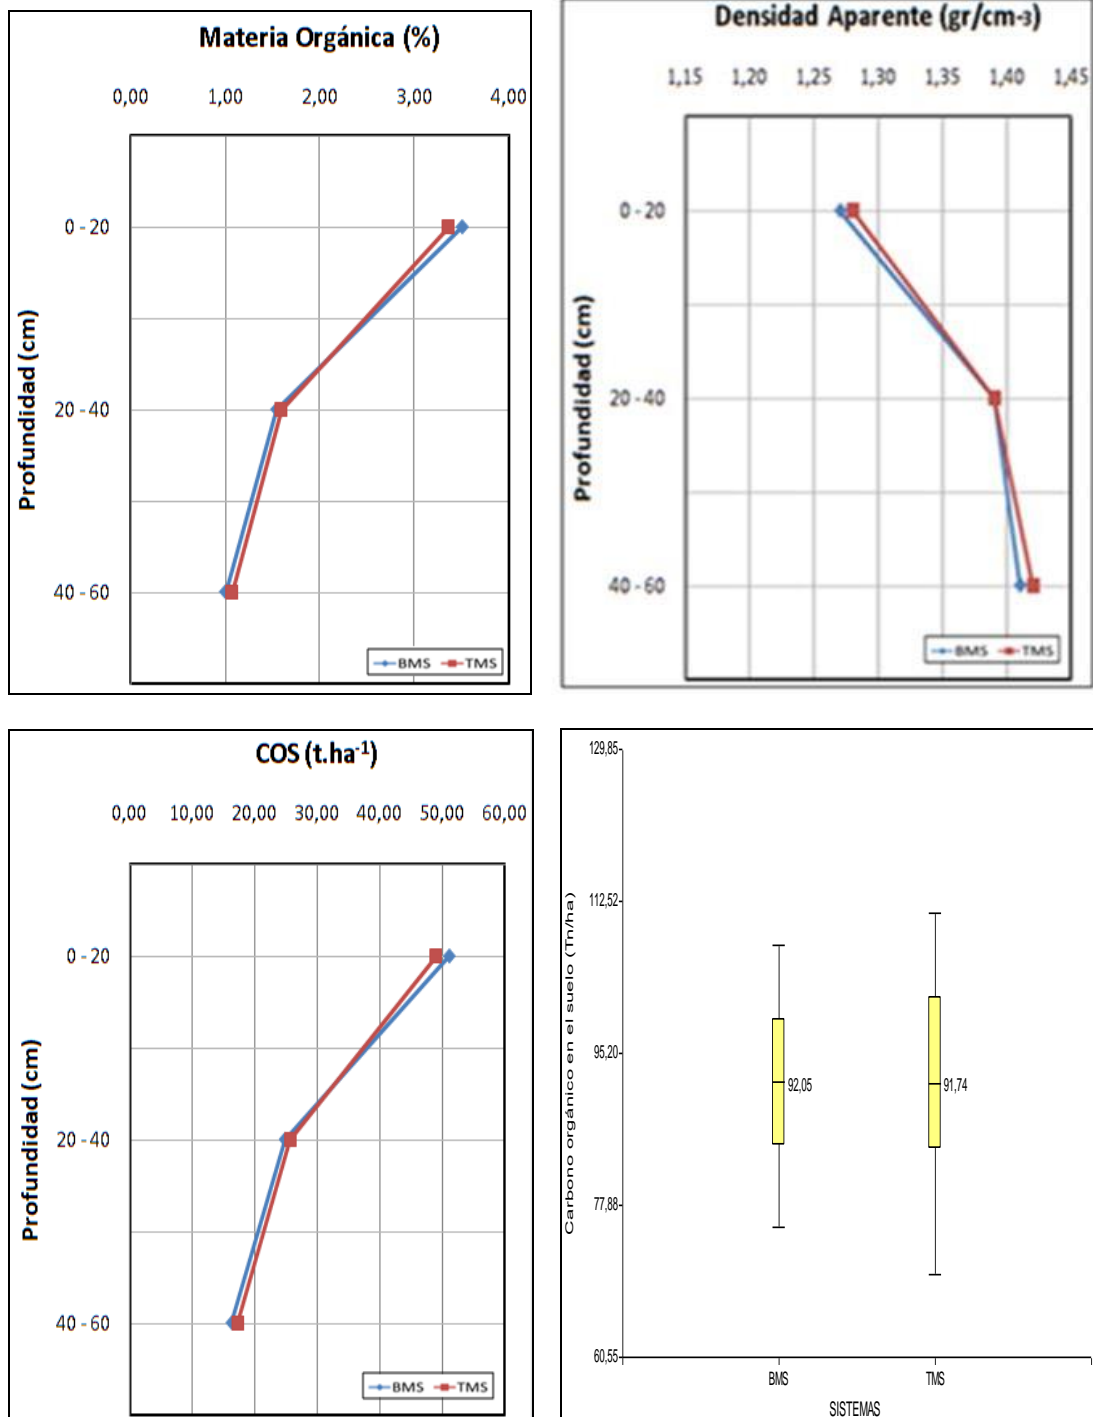 Materia Orgánica (%)
0,00 1,00 2,00 3,00 4,00
Profundidad (cm)
0 - 20
20 - 40
40 - 60
BMS TMS
Densidad Aparente (gr/cm-3)
1,15 1,20 1,25 1,30 1,35 1,40 1,45
Profundidad (cm)
0 - 20
20 - 40
40 - 60
BMS TMS
COS (t.ha-1)
0,00 10,00 20,00 30,00 40,00 50,00 60,00
Profundidad (cm)
0 - 20
20 - 40
40 - 60
BMS TMS
Carbono orgánico en el suelo (Tn/ha)
129,85
112,52
95,20
77,88
60,55
92,05
91,74
BMS TMS
SISTEMAS